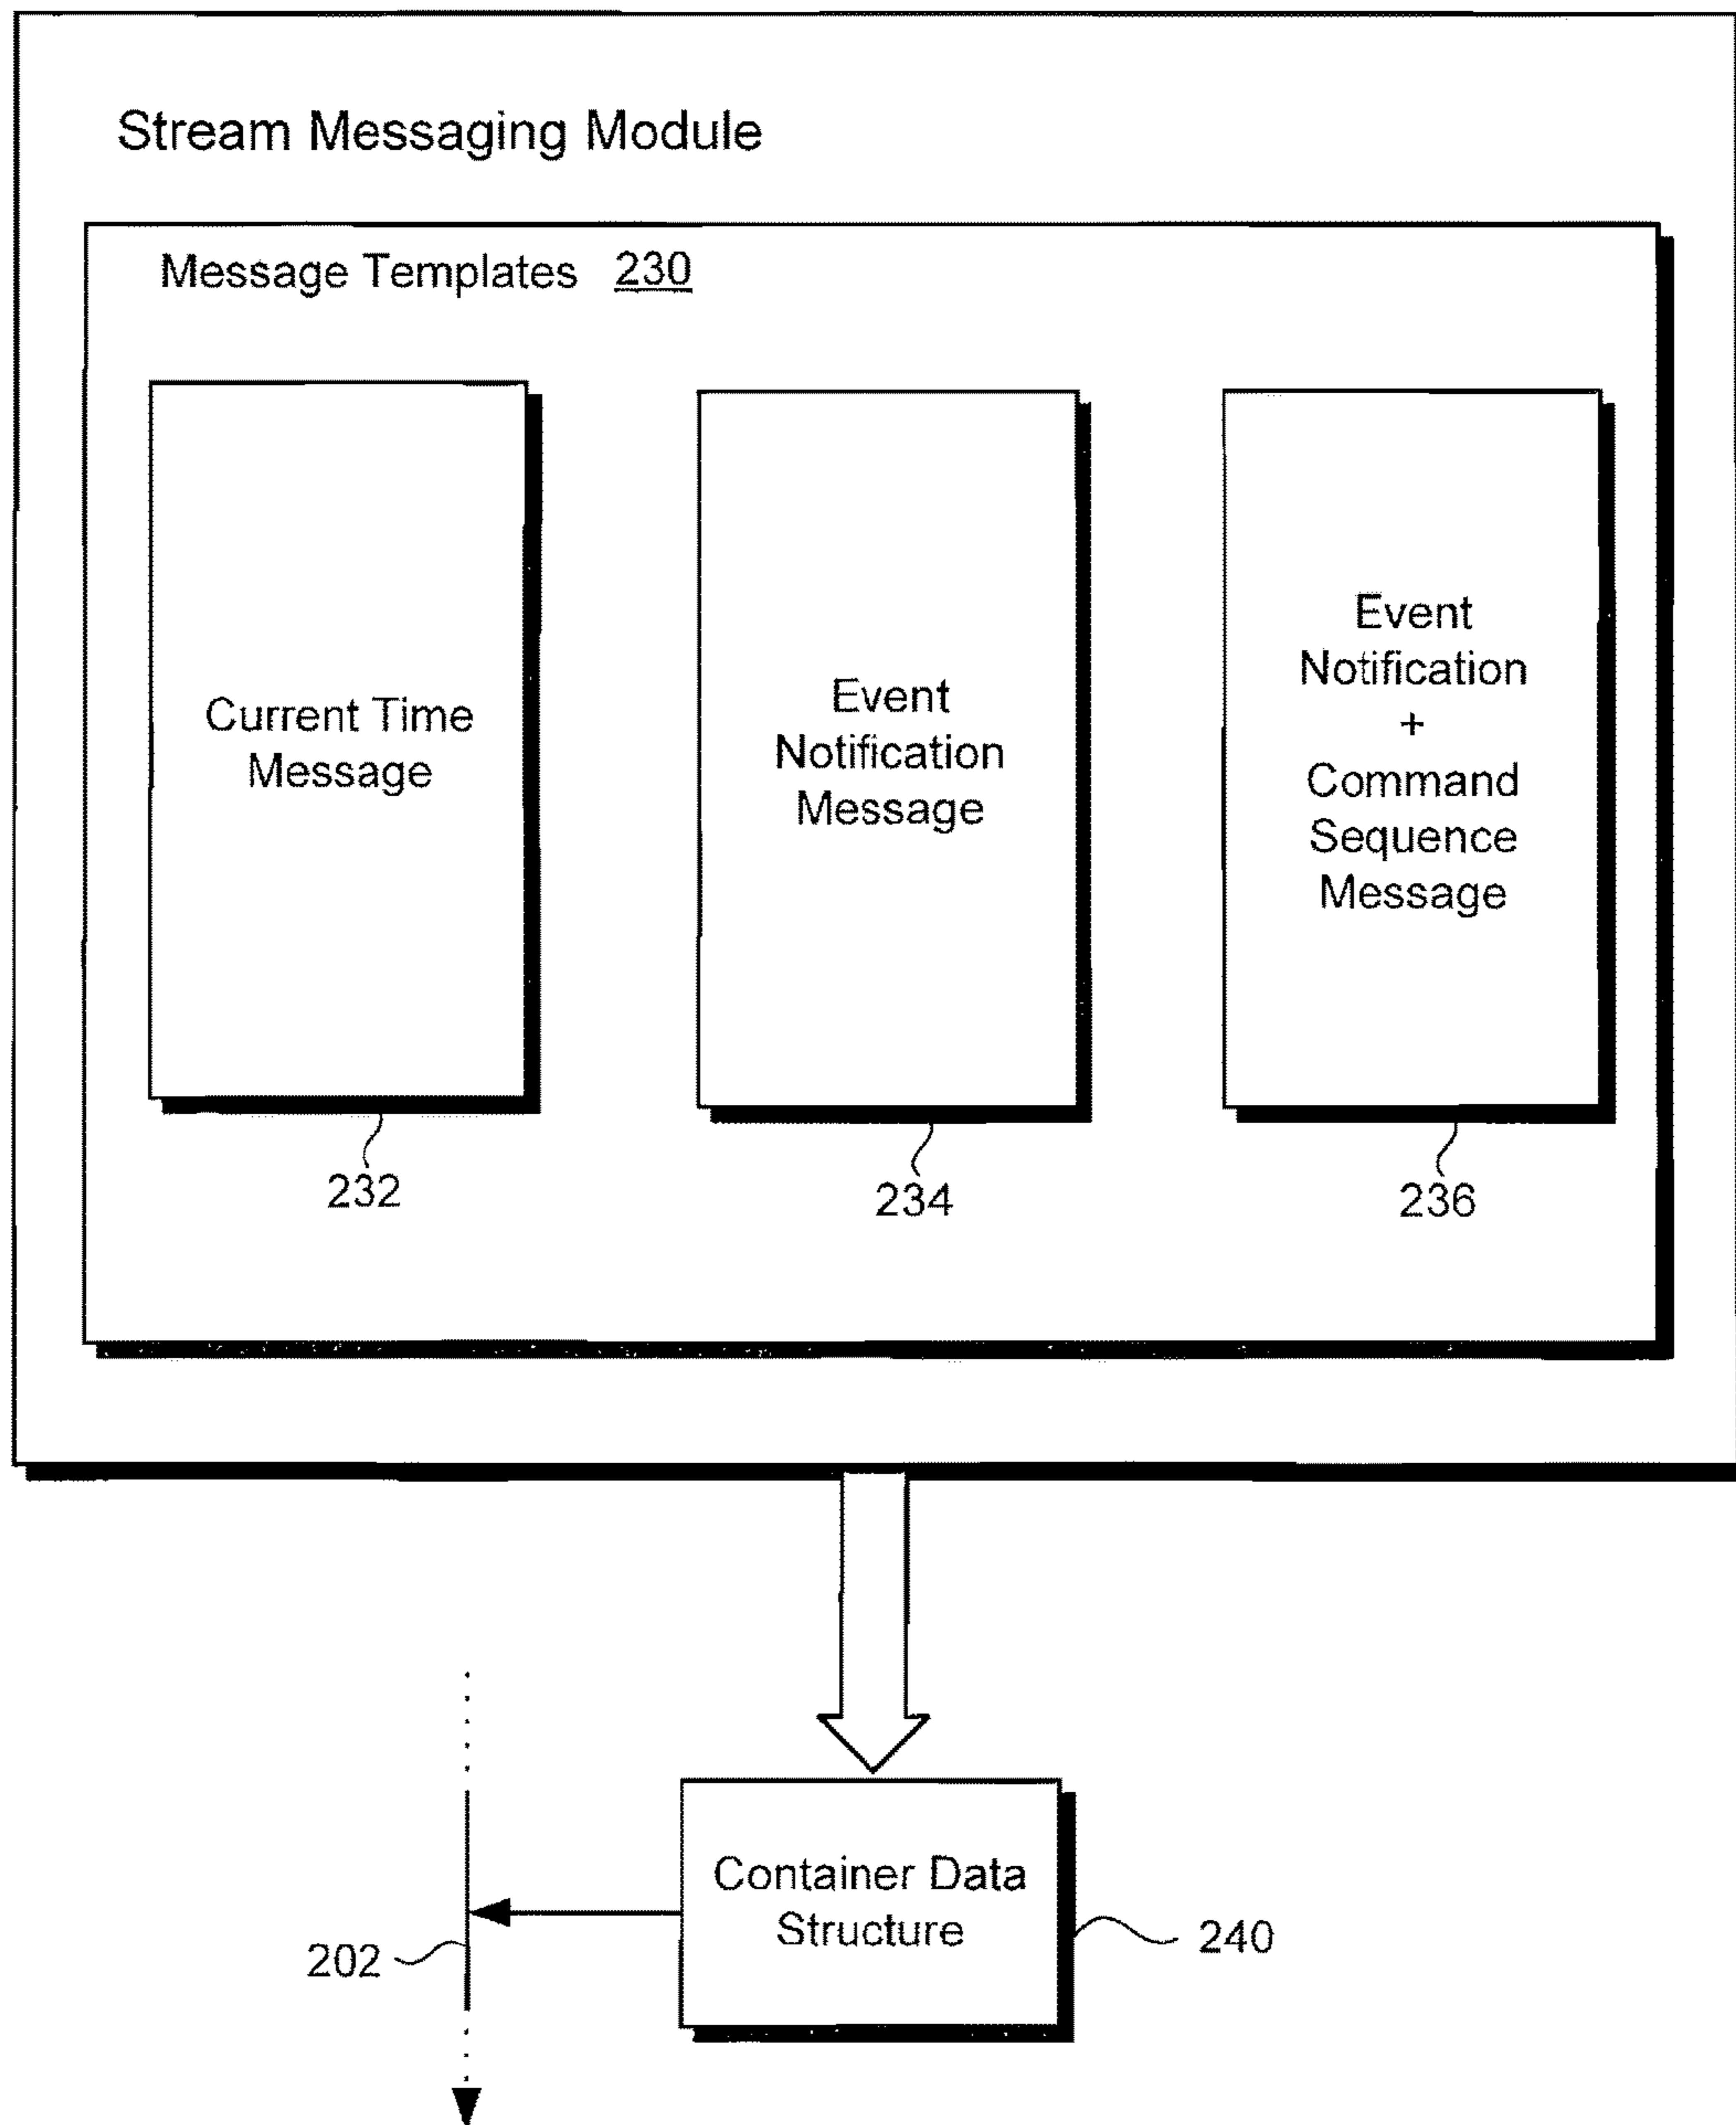 Stream Messaging Module
Message Templates 230
Current Time
Message
232
Event
Notification
Message
234
Event
Notification
+
Command
Sequence
Message
236
Container Data
Structure
240
202